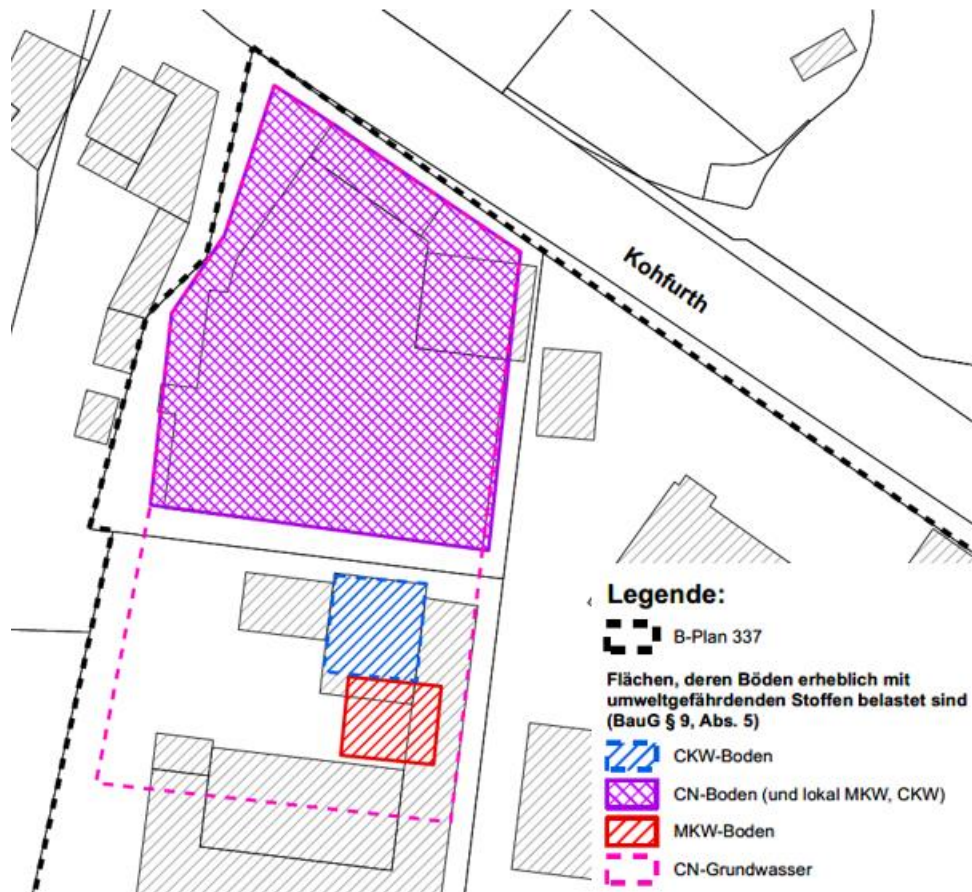 Kohfurth
Legende:
B-Plan 337
Flächen, deren Böden erheblich mit
umweltgefährdenden Stoffen belastet sind
(BauG § 9, Abs. 5)
CKW-Boden
CN-Boden (und lokal MKW, CKW)
MKW-Boden
CN-Grundwasser